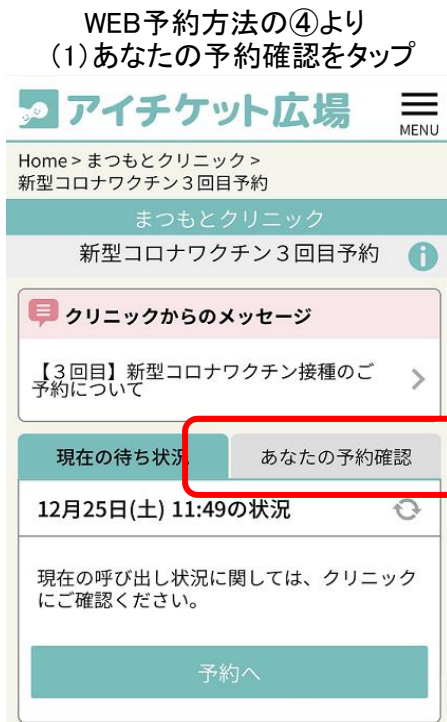 WEB予約方法の④より
(1)あなたの予約確認をタップ
アイチケット広場
MENU
Home > まつもとクリニック >
新型コロナワクチン３回目予約
まつもとクリニック
新型コロナワクチン３回目予約
i
クリニックからのメッセージ
【３回目】新型コロナワクチン接種のご
予約について
現在の待ち状況 あなたの予約確認
12月25日(土) 11:49の状況
現在の呼び出し状況に関しては、クリニック
にご確認ください。
予約へ